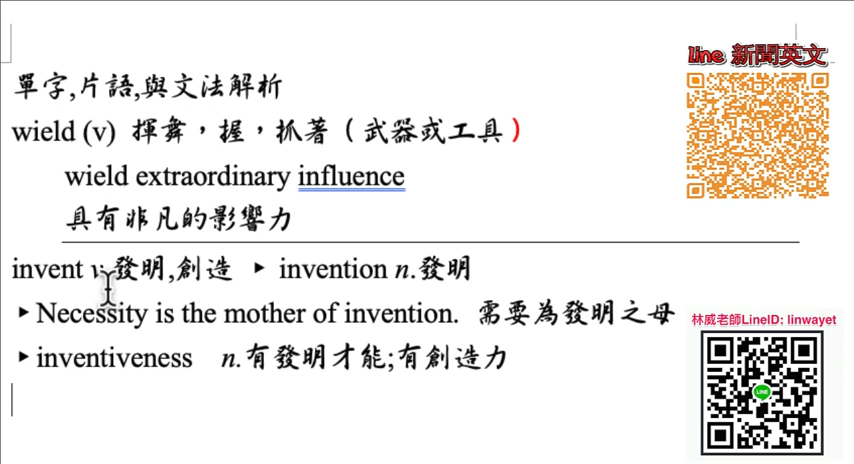 line 新聞英文
單字,片語,與文法解析
wield (v) 揮舞，握，抓著（武器或工具）
wield extraordinary influence
具有非凡的影響力
invent v.發明,創造 ▸ invention n.發明
▸Necessity is the mother of invention. 需要為發明之母
▸inventiveness n.有發明才能;有創造力
林威老師LineID: linwayet
LINE